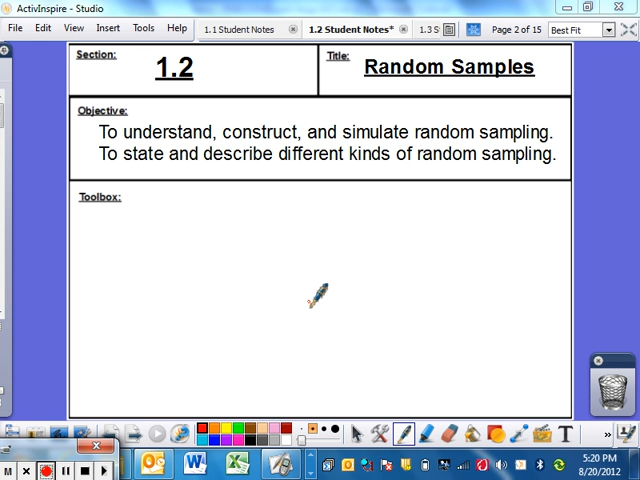 ActivInspire - Studio
File Edit View Insert Tools Help
1.1 Student Notes
1.2 Student Notes*
1.3 S
Page 2 of 15
Best Fit
Section:
1.2
Title:
Random Samples
Objective:
To understand, construct, and simulate random sampling.
To state and describe different kinds of random sampling.
Toolbox:
5:20 PM
8/20/2012